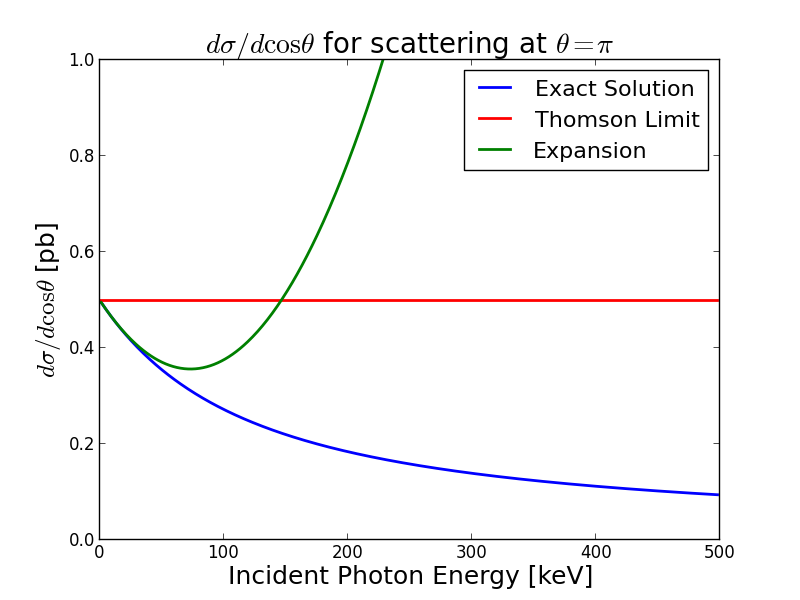 dσ/dcosθ for scattering at θ=π
Exact Solution
Thomson Limit
Expansion
dσ/dcosθ [pb]
1.0
0.8
0.6
0.4
0.2
0.0
0 100 200 300 400 500
Incident Photon Energy [keV]